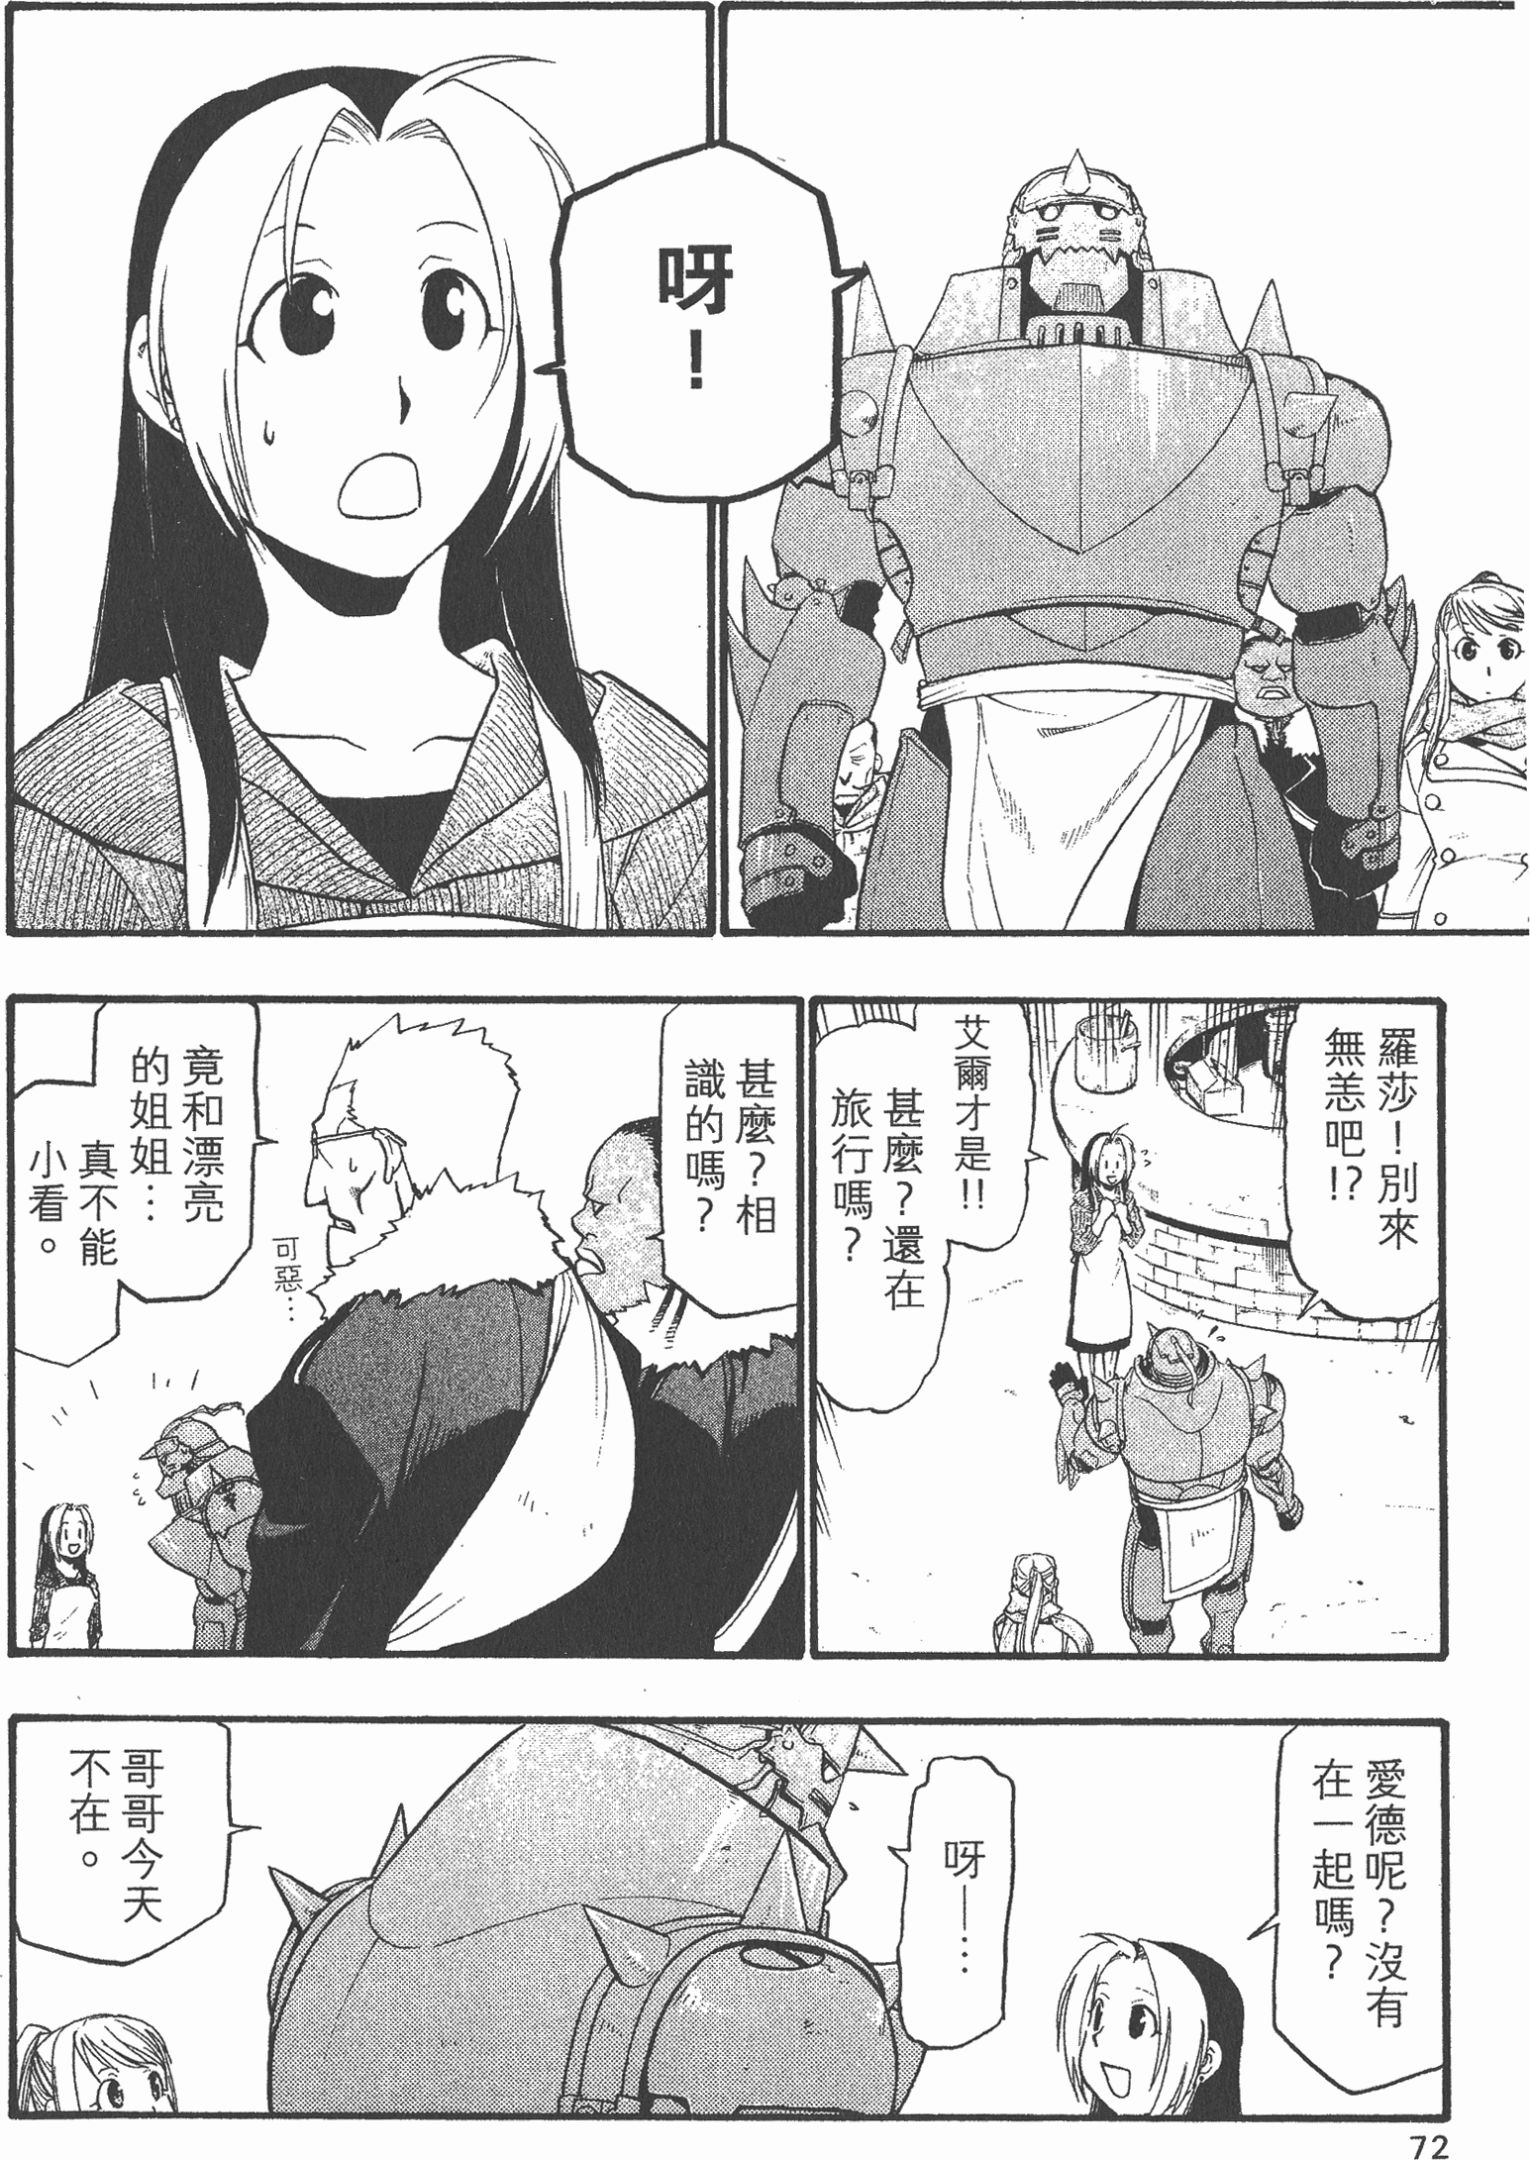 呀！
羅莎！別來
無恙吧!?
艾爾才是!!
甚麼？還在
旅行嗎？
甚麼？相
識的嗎？
竟和漂亮
的姐姐…
真不能
小看。
可惡…
愛德呢？沒有
在一起嗎？
呀—…
哥哥今天
不在。
72